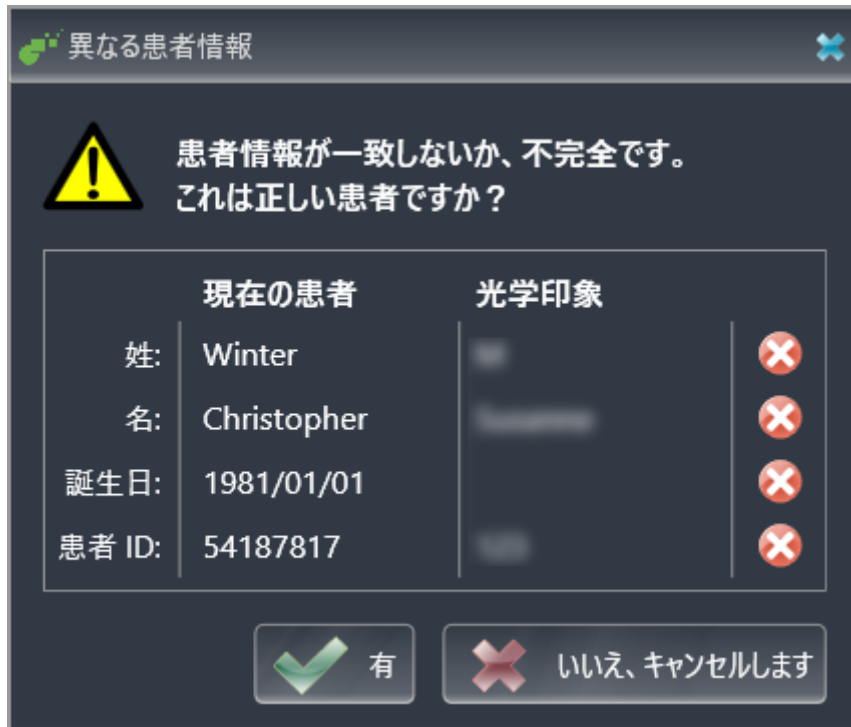 異なる患者情報
患者情報が一致しないか、不完全です。
これは正しい患者ですか？
現在の患者 光学印象
姓: Winter
名: Christopher
誕生日: 1981/01/01
患者 ID: 54187817
有 いいえ、キャンセルします